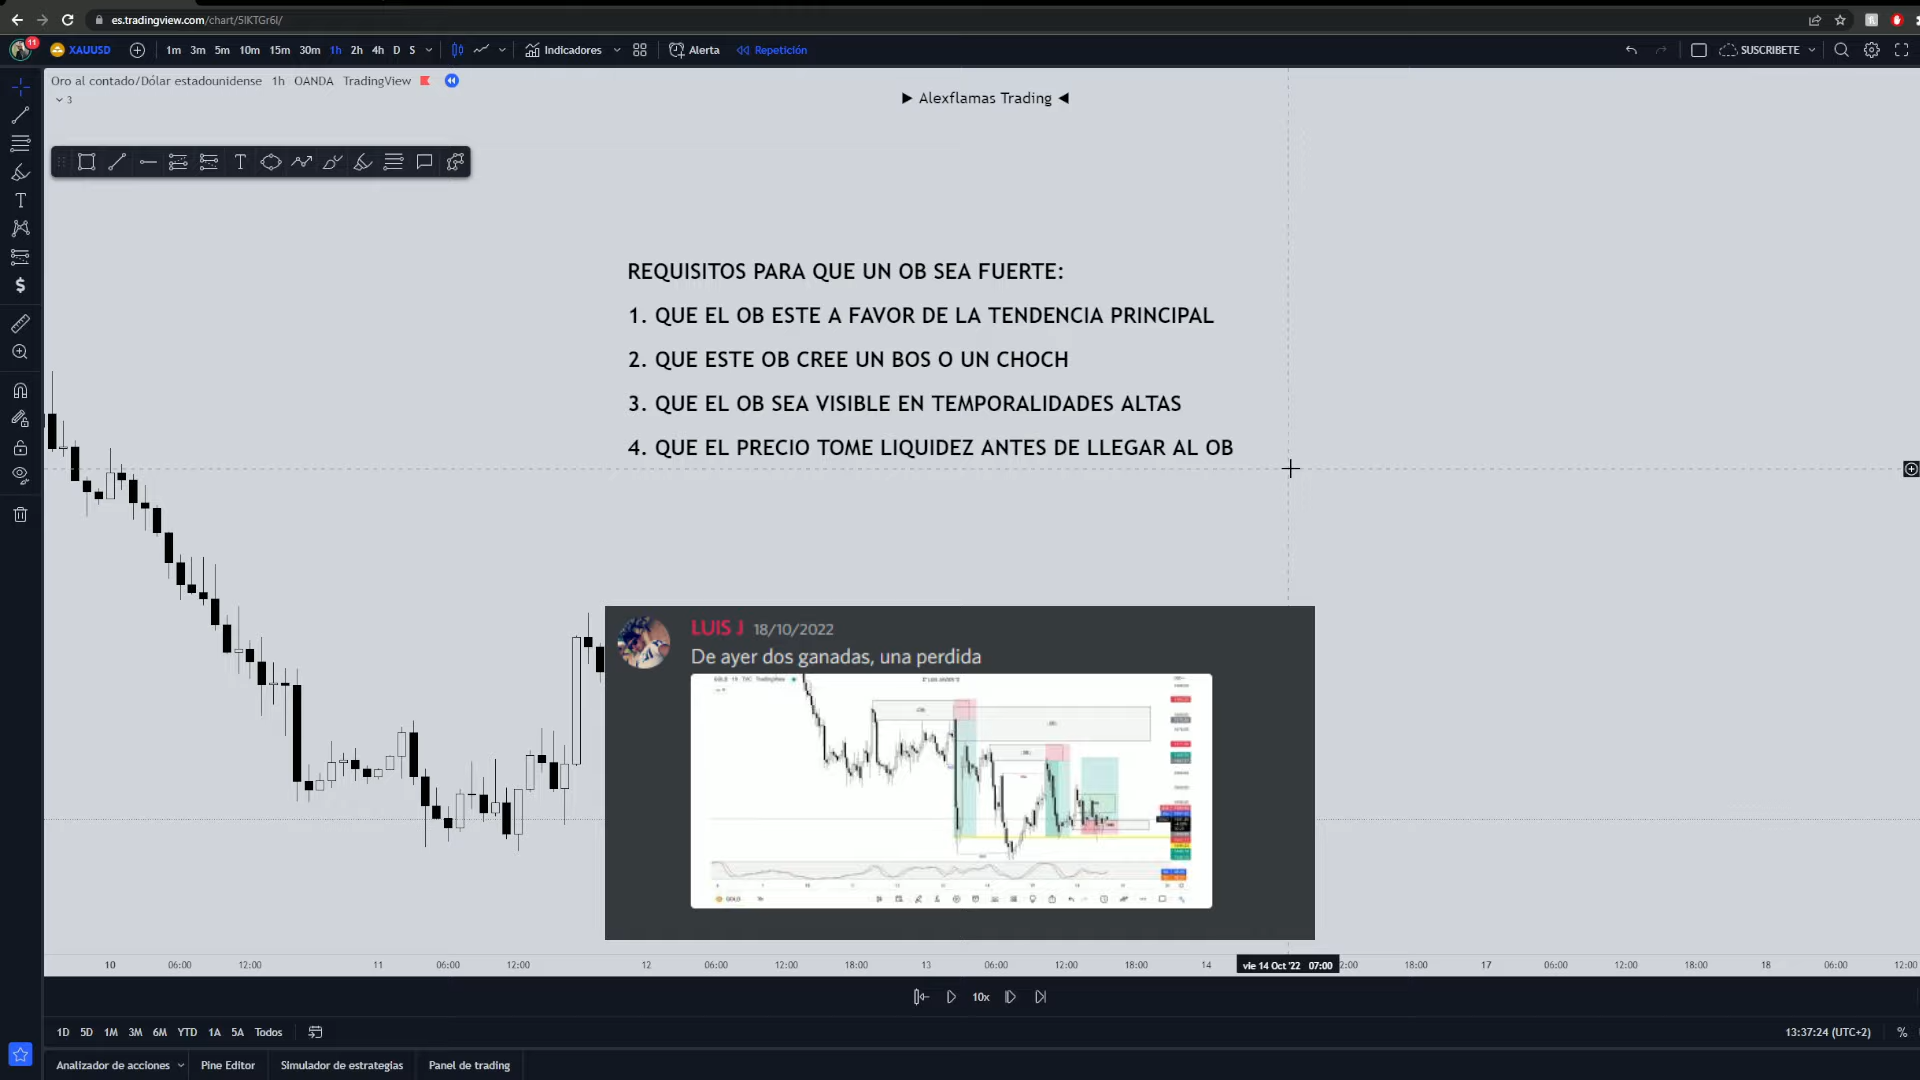 es.tradingview.com/chart/5IKTGr6l/
11
XAUUSD
1m 3m 5m 10m 15m 30m 1h 2h 4h D S
Indicadores
Alerta
Repetición
SUSCRIBETE
Oro al contado/Dólar estadounidense 1h OANDA TradingView
3
► Alexflamas Trading ◄
REQUISITOS PARA QUE UN OB SEA FUERTE:
1. QUE EL OB ESTE A FAVOR DE LA TENDENCIA PRINCIPAL
2. QUE ESTE OB CREE UN BOS O UN CHOCH
3. QUE EL OB SEA VISIBLE EN TEMPORALIDADES ALTAS
4. QUE EL PRECIO TOME LIQUIDEZ ANTES DE LLEGAR AL OB
LUIS J 18/10/2022
De ayer dos ganadas, una perdida
GOLD
10 06:00 12:00 11 06:00 12:00 12 06:00 12:00 18:00 13 06:00 12:00 18:00 14 vie 14 Oct '22 07:00 2:00 18:00 17 06:00 12:00 18:00 18 06:00 12:00
10x
1D 5D 1M 3M 6M YTD 1A 5A Todos
13:37:24 (UTC+2) %
Analizador de acciones Pine Editor Simulador de estrategias Panel de trading